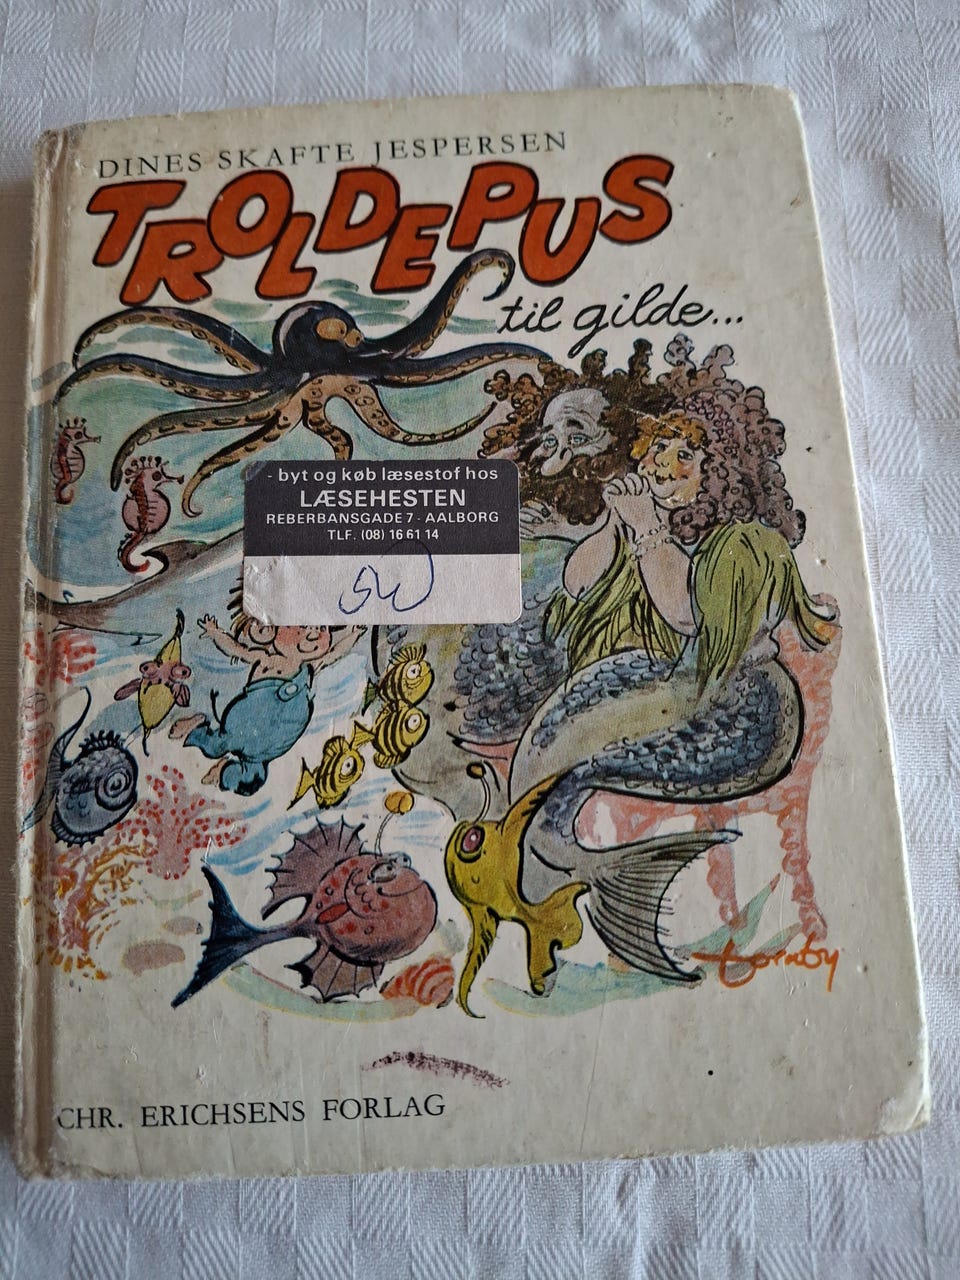 DINES SKAFTE JESPERSEN
TROLDEPUS
til gilde...
- byt og køb læsestof hos
LÆSEHESTEN
REBERBANSGADE 7 · AALBORG
TLF. (08) 16 61 14
CHR. ERICHSENS FORLAG